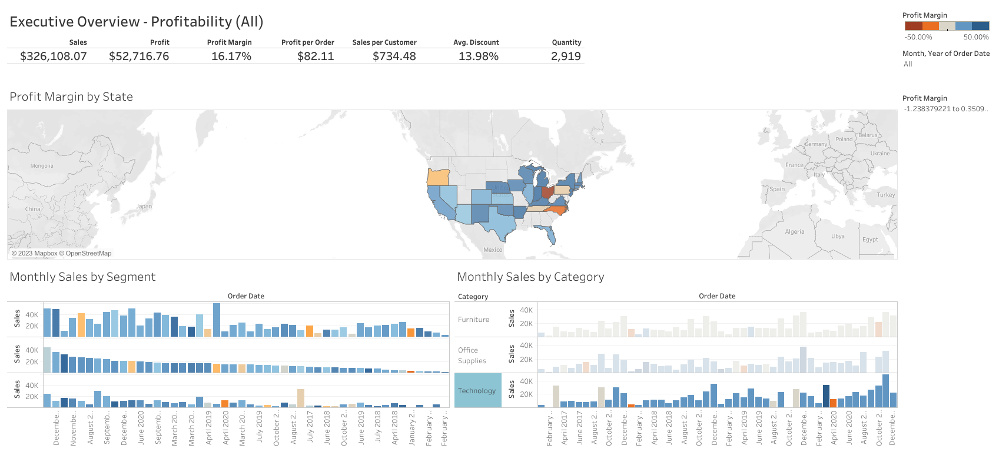 Executive Overview - Profitability (All)
Sales Profit Profit Margin Profit per Order Sales per Customer Avg. Discount Quantity
$326,108.07 $52,716.76 16.17% $82.11 $734.48 13.98% 2,919
Profit Margin
-50.00% 50.00%
Month, Year of Order Date
All
Profit Margin
-1.238379221 to 0.3509..
Profit Margin by State
Mongolia
China
Japan
United
States
Mexico
Germany
Poland
Belarus
Ukraine
France
Italy
Spain
Turkey
Algeria
Libya
Egypt
© 2023 Mapbox © OpenStreetMap
Monthly Sales by Segment
Order Date
Sales
40K
20K
Sales
40K
20K
Sales
40K
20K
Decembe..
Novembe..
August 2..
Septemb..
Decembe..
June 2020
Septemb..
March 20..
March 20..
April 2019
April 2020
March 20..
July 2019
October 2..
August 2..
July 2017
June 2018
October 2..
June 2019
July 2018
April 2018
January 2..
February ..
February ..
Monthly Sales by Category
Category
Order Date
Furniture
Sales
40K
20K
Office
Supplies
Sales
40K
20K
Technology
Sales
40K
20K
February ..
April 2017
June 2017
August 2..
October 2..
Decembe..
February ..
April 2018
June 2018
August 2..
October 2..
Decembe..
February ..
April 2019
June 2019
August 2..
October 2..
Decembe..
February ..
April 2020
June 2020
August 2..
October 2..
Decembe..